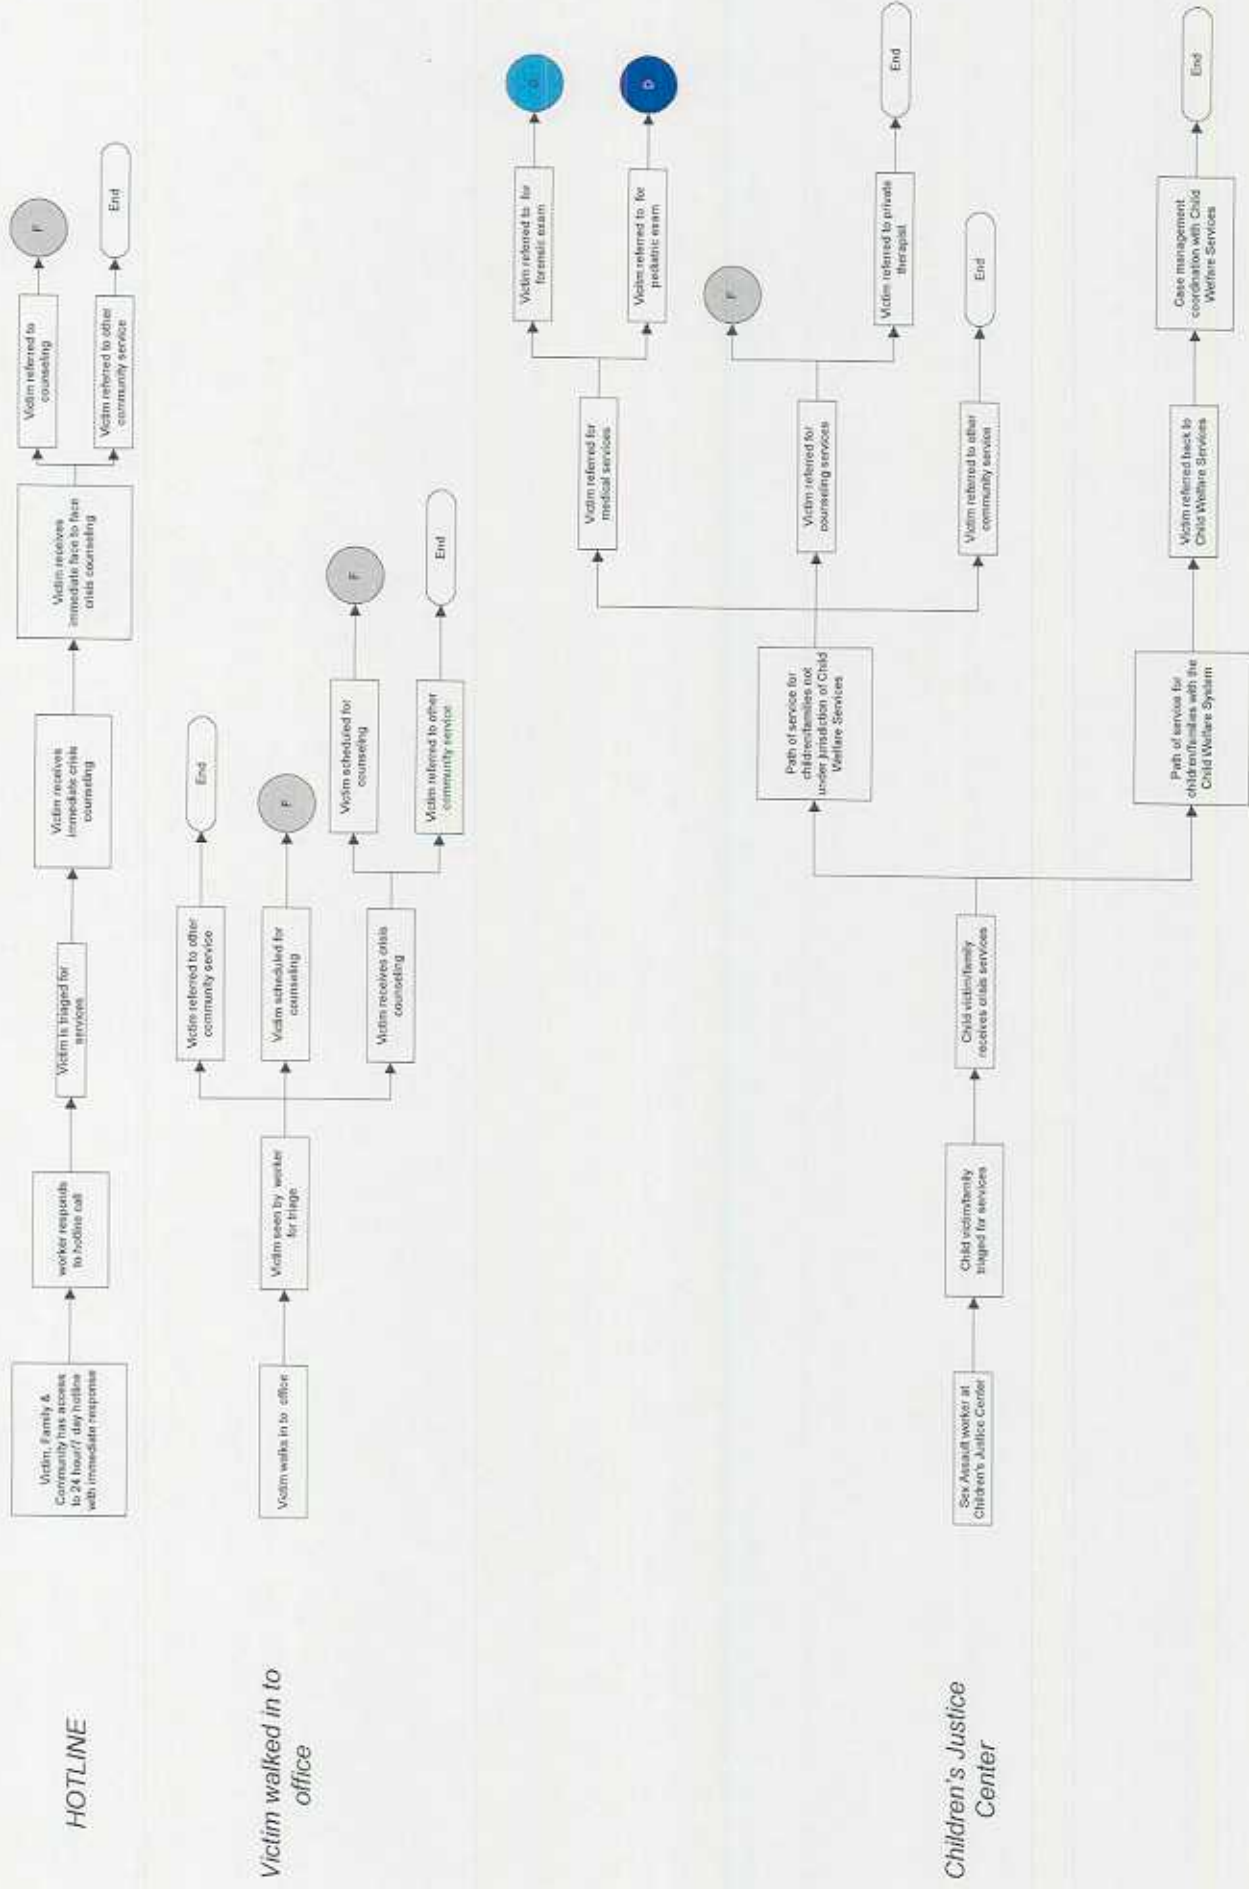 HOTLINE
Victim, Family &
Community has access
to 24 hour/7 day hotline
with immediate response
worker responds
to hotline call
Victim is triaged for
services
Victim receives
immediate crisis
counseling
Victim receives
immediate face to face
crisis counseling
Victim referred to
counseling
F
Victim referred to other
community service
End
Victim walked in to
office
Victim walks in to office
Victim seen by worker
for triage
Victim referred to other
community service
End
Victim scheduled for
counseling
F
Victim receives crisis
counseling
Victim scheduled for
counseling
F
Victim referred to other
community service
End
Children's Justice
Center
Sex Assault worker at
Children's Justice Center
Child victim/family
triaged for services
Child victim/family
receives crisis services
Path of service for
children/families not
under jurisdiction of Child
Welfare Services
Victim referred for
medical services
Victim referred to for
forensic exam
Victim referred to for
pediatric exam
D
Victim referred for
counseling services
F
Victim referred to private
therapist
End
Victim referred to other
community service
End
Path of service for
children/families with the
Child Welfare System
Victim referred back to
Child Welfare Services
Case management
coordination with Child
Welfare Services
End